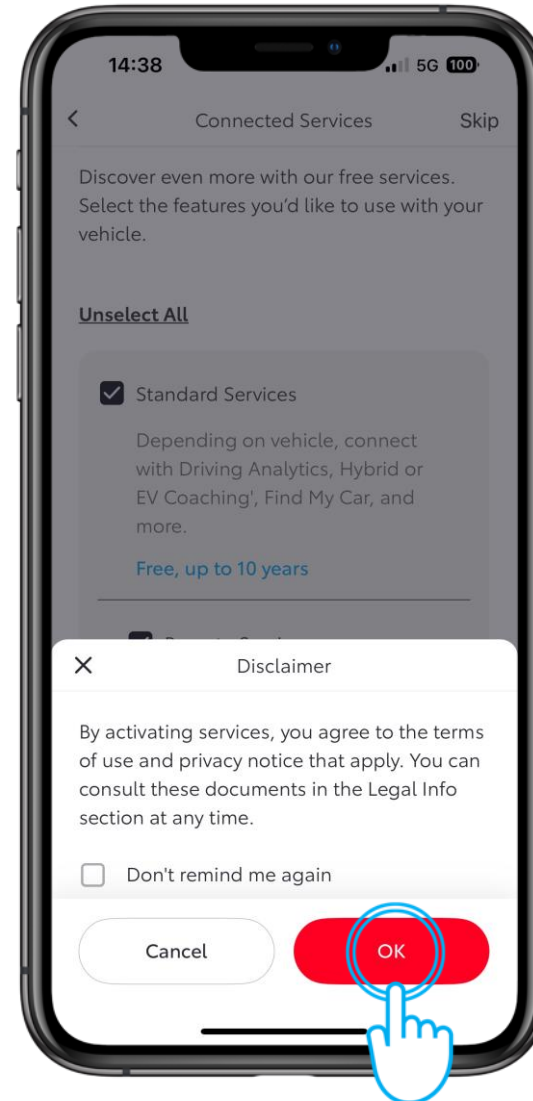 14:38
5G 100
Connected Services
Skip
Discover even more with our free services.
Select the features you'd like to use with your
vehicle.
Unselect All
Standard Services
Depending on vehicle, connect
with Driving Analytics, Hybrid or
EV Coaching', Find My Car, and
more.
Free, up to 10 years
Disclaimer
By activating services, you agree to the terms
of use and privacy notice that apply. You can
consult these documents in the Legal Info
section at any time.
Don't remind me again
Cancel
OK